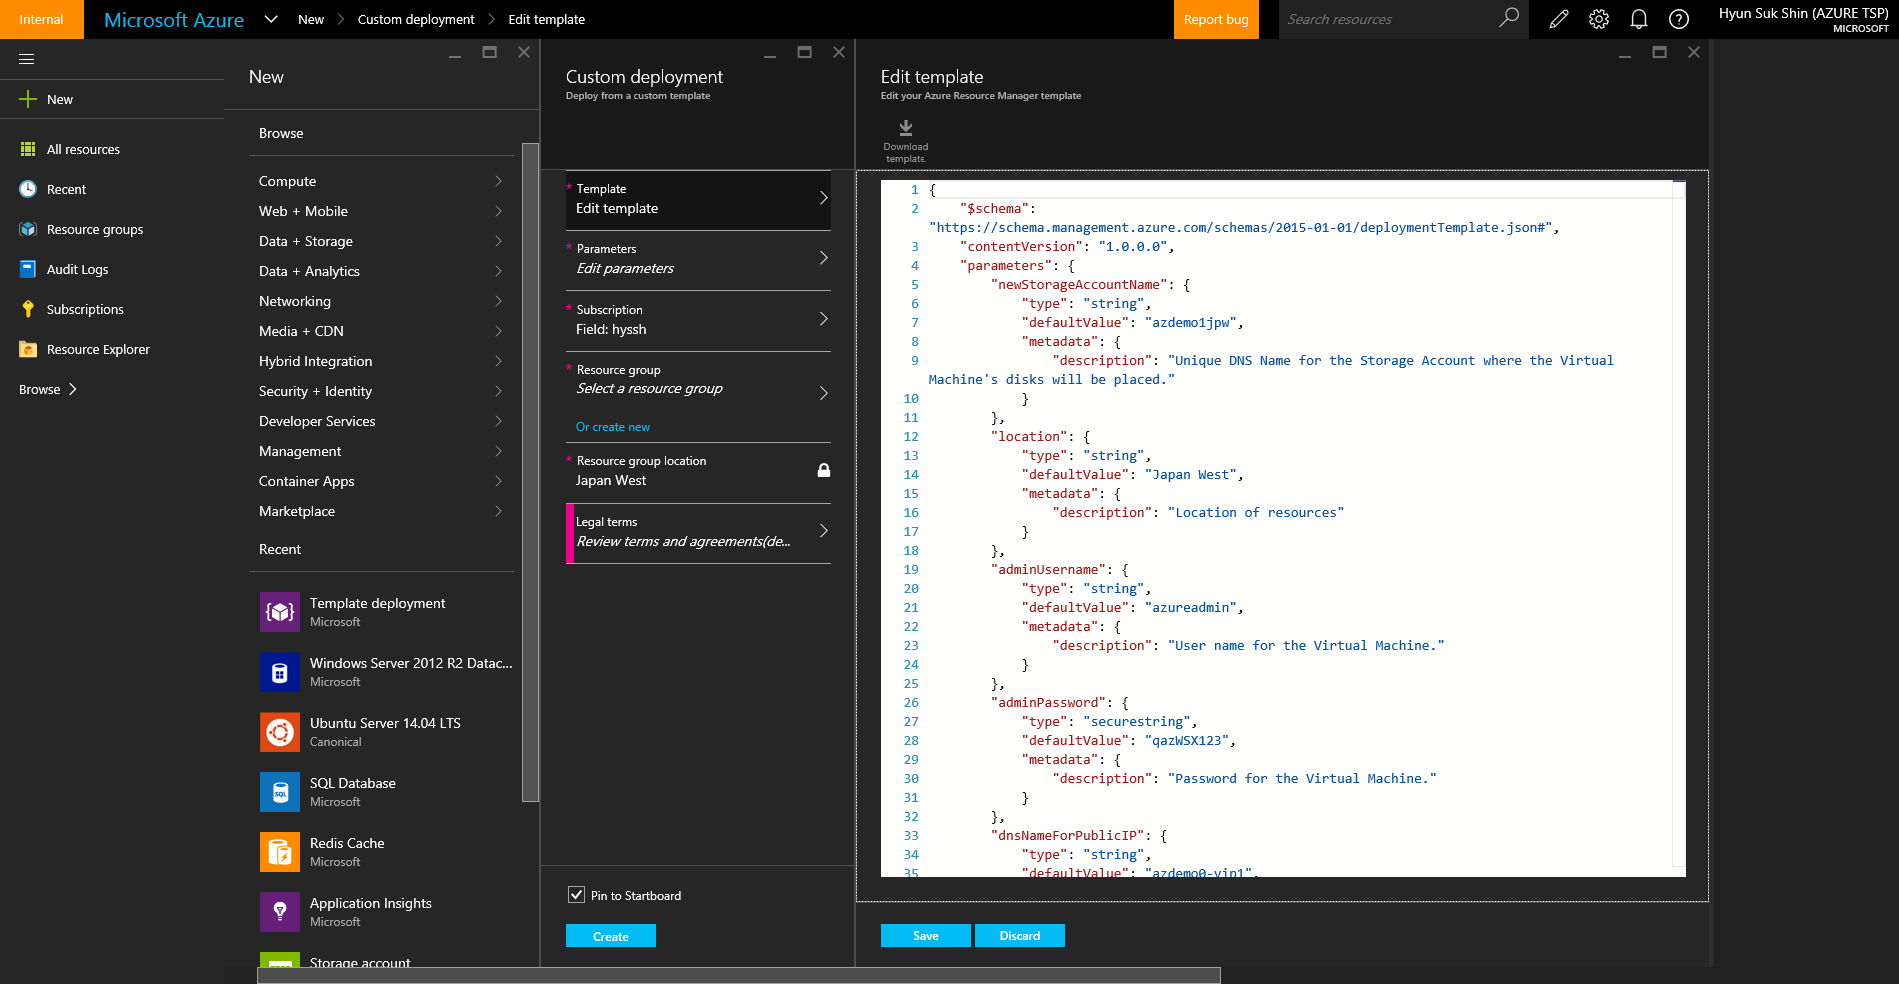 Internal
Microsoft Azure
New
Custom deployment
Edit template
Report bug
Search resources
Hyun Suk Shin (AZURE TSP)
MICROSOFT
New
All resources
Recent
Resource groups
Audit Logs
Subscriptions
Resource Explorer
Browse
New
Browse
Compute
Web + Mobile
Data + Storage
Data + Analytics
Networking
Media + CDN
Hybrid Integration
Security + Identity
Developer Services
Management
Container Apps
Marketplace
Recent
Template deployment
Microsoft
Windows Server 2012 R2 Datac...
Microsoft
Ubuntu Server 14.04 LTS
Canonical
SQL Database
Microsoft
Redis Cache
Microsoft
Application Insights
Microsoft
Storage account
Custom deployment
Deploy from a custom template
* Template
Edit template
* Parameters
Edit parameters
* Subscription
Field: hyssh
* Resource group
Select a resource group
Or create new
* Resource group location
Japan West
Legal terms
Review terms and agreements(de...
Pin to Startboard
Create
Edit template
Edit your Azure Resource Manager template
Download
template
1 {
2 "$schema":
"https://schema.management.azure.com/schemas/2015-01-01/deploymentTemplate.json#",
3 "contentVersion": "1.0.0.0",
4 "parameters": {
5 "newStorageAccountName": {
6 "type": "string",
7 "defaultValue": "azdemo1jpw",
8 "metadata": {
9 "description": "Unique DNS Name for the Storage Account where the Virtual
Machine's disks will be placed."
10 }
11 },
12 "location": {
13 "type": "string",
14 "defaultValue": "Japan West",
15 "metadata": {
16 "description": "Location of resources"
17 }
18 },
19 "adminUsername": {
20 "type": "string",
21 "defaultValue": "azureadmin",
22 "metadata": {
23 "description": "User name for the Virtual Machine."
24 }
25 },
26 "adminPassword": {
27 "type": "securestring",
28 "defaultValue": "qazWSX123",
29 "metadata": {
30 "description": "Password for the Virtual Machine."
31 }
32 },
33 "dnsNameForPublicIP": {
34 "type": "string",
35 "defaultValue": "azdemo0-vip1",
Save
Discard